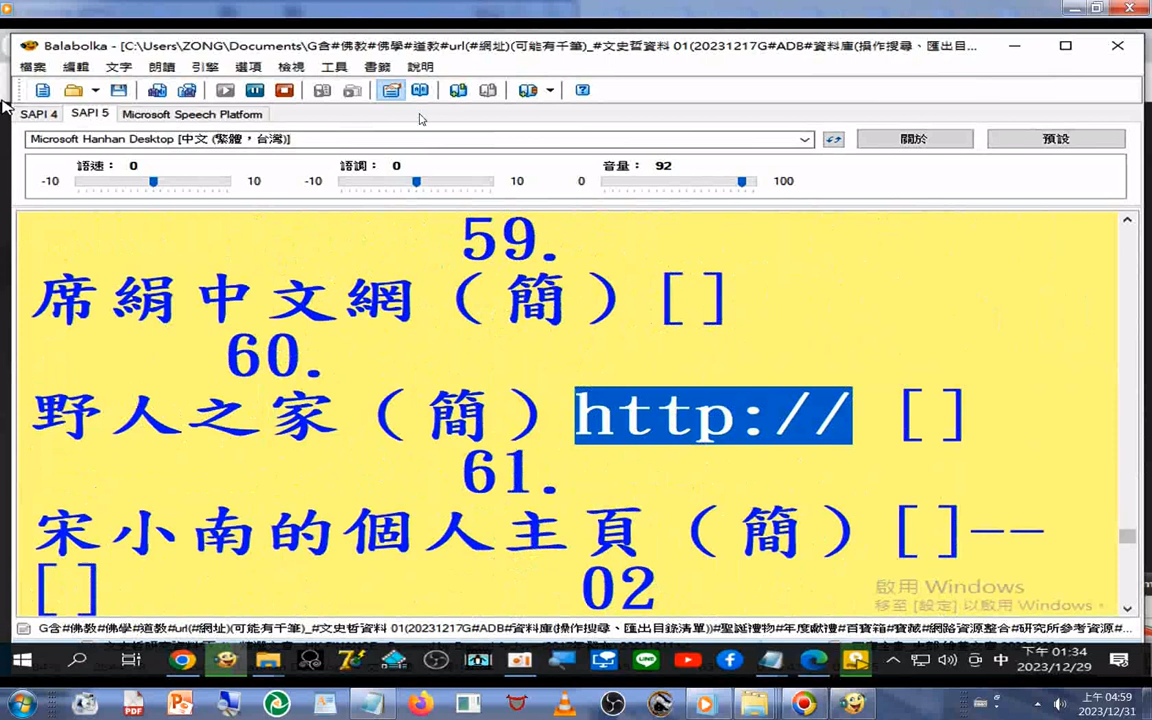 Balabolka - [C:\Users\ZONG\Documents\G含#佛教#佛學#道教#url(#網址)(可能有千筆)_#文史哲資料 01(20231217G#ADB#資料庫(操作搜尋、匯出目...
檔案 編輯 文字 朗讀 引擎 選項 檢視 工具 書籤 說明
SAPI 4 SAPI 5 Microsoft Speech Platform
Microsoft Hanhan Desktop [中文 (繁體，台灣)] 關於 預設
語速： 0 語調： 0 音量： 92
-10 10 -10 10 0 100
59.
席絹中文網（簡）[]
60.
野人之家（簡）http:// []
61.
宋小南的個人主頁（簡）[]--
[] 02
啟用 Windows
移至 [設定] 以啟用 Windows。
G含#佛教#佛學#道教#url(#網址)(可能有千筆)_#文史哲資料 01(20231217G#ADB#資料庫(操作搜尋、匯出目錄清單))#聖誕禮物#年度獻禮#百寶箱#寶藏#網路資源整合#研究所參考資源#...
中 下午 01:34
2023/12/29
上午 04:59
2023/12/31